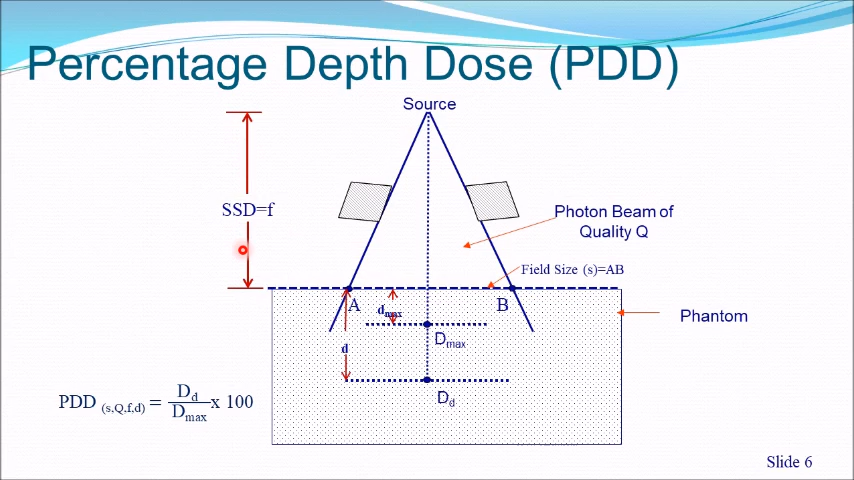 Percentage Depth Dose (PDD)
Source
SSD=f
Photon Beam of
Quality Q
Field Size (s)=AB
A
d_max
B
Phantom
D_max
d
D_d
PDD (s,Q,f,d) = D_d / D_max x 100
Slide 6